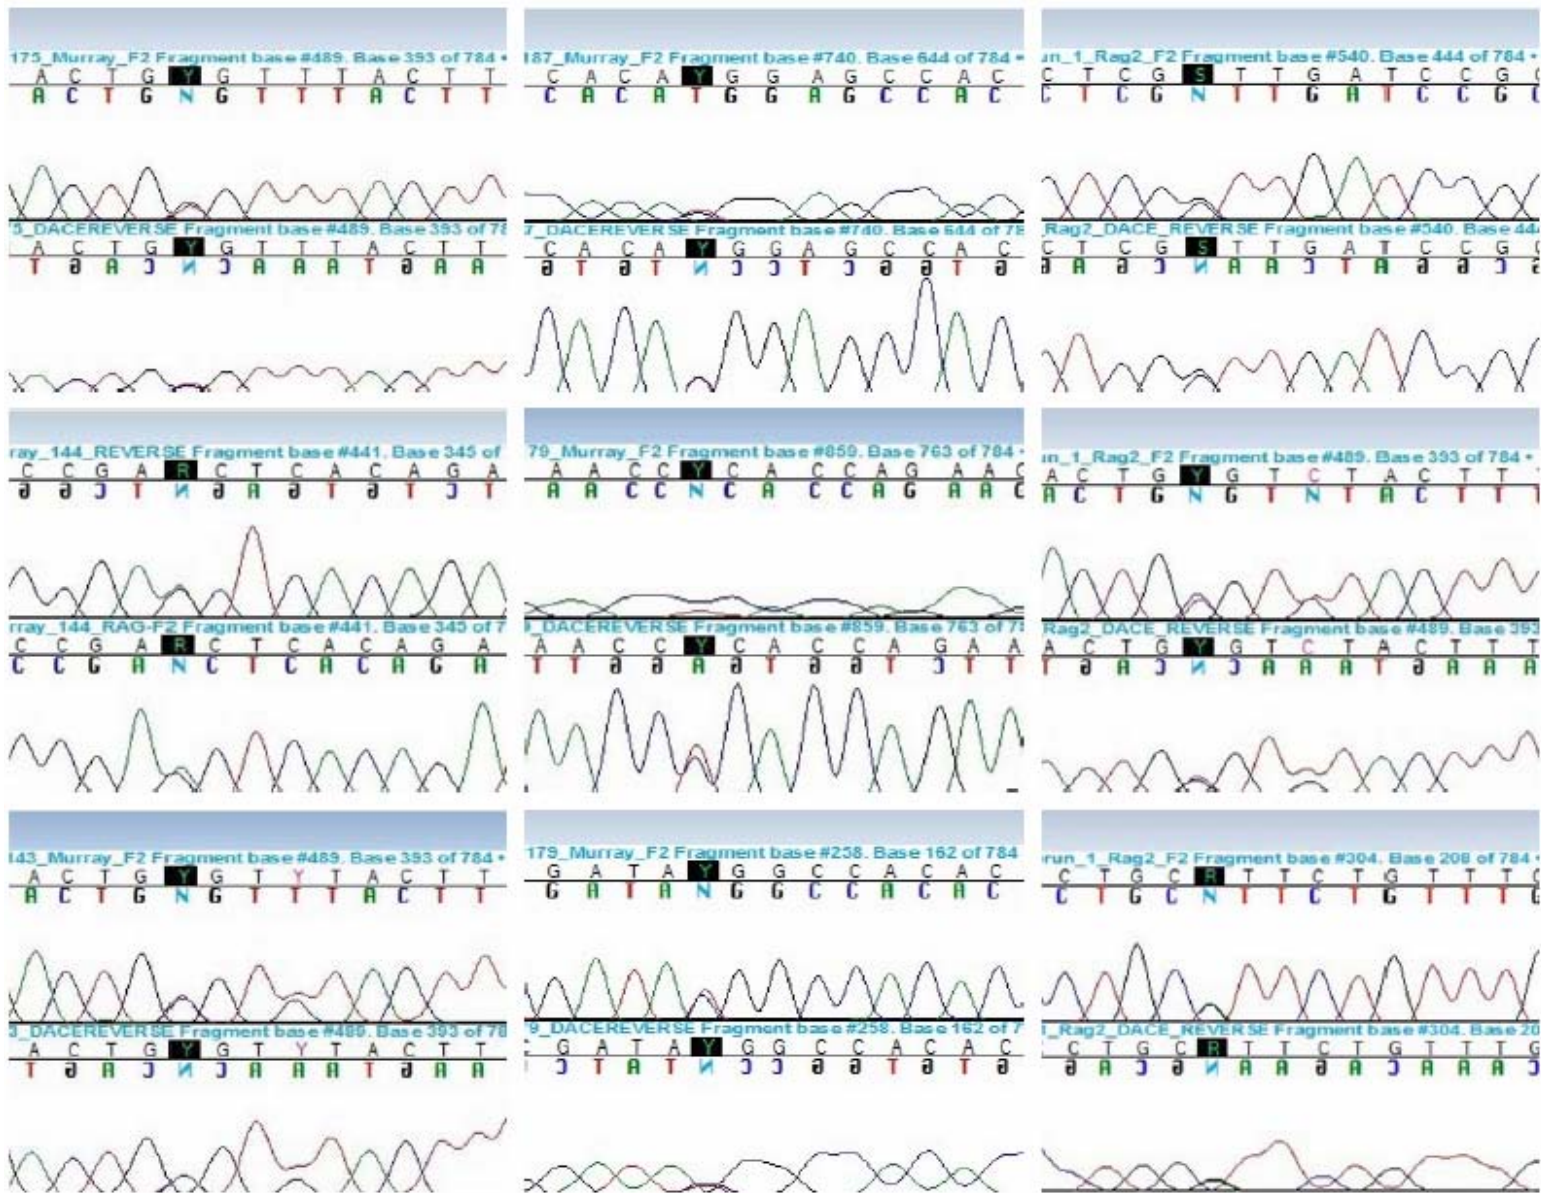 175_Murray_F2 Fragment base #489. Base 393 of 784 •
A C T G Y G T T T A C T T
A C T G N G T T T A C T T
5_DACEREVERSE Fragment base #489. Base 393 of 78
A C T G Y G T T T A C T T
T G A C N C A A A T G A A
187_Murray_F2 Fragment base #740. Base 644 of 784 •
C A C A Y G G A G C C A C
C A C A T G G A G C C A C
7_DACEREVERSE Fragment base #740. Base 644 of 78
C A C A Y G G A G C C A C
G T G T N C C T C G G T G
un_1_Rag2_F2 Fragment base #540. Base 444 of 784 •
C T C G S T T G A T C C G C
C T C G N T T G A T C C G C
Rag2_DACE_REVERSE Fragment base #540. Base 444
C T C G S T T G A T C C G C
G A G C N A A C T A G G C G
ray_144_REVERSE Fragment base #441. Base 345 of
C C G A R C T C A C A G A
G G C T N G A G T G T C T
rray_144_RAG-F2 Fragment base #441. Base 345 of 7
C C G A R C T C A C A G A
C C G A N C T C A C A G A
79_Murray_F2 Fragment base #859. Base 763 of 784 •
A A C C Y C A C C A G A A C
A A C C N C A C C A G A A C
9_DACEREVERSE Fragment base #859. Base 763 of 78
A A C C Y C A C C A G A A
T T G G A G T G G T C T T
un_1_Rag2_F2 Fragment base #489. Base 393 of 784 •
A C T G Y G T C T A C T T T
A C T G N G T N T A C T T T
Rag2_DACE_REVERSE Fragment base #489. Base 393
A C T G Y G T C T A C T T T
T G A C N C A A A T G A A A
143_Murray_F2 Fragment base #489. Base 393 of 784 •
A C T G Y G T Y T A C T T
A C T G N G T T T A C T T
3_DACEREVERSE Fragment base #489. Base 393 of 78
A C T G Y G T Y T A C T T
T G A C N C A A A T G A A
179_Murray_F2 Fragment base #258. Base 162 of 784
G A T A Y G G C C A C A C
G A T A N G G C C A C A C
79_DACEREVERSE Fragment base #258. Base 162 of 7
C G A T A Y G G C C A C A C
C T A T N C C G G T G T G
run_1_Rag2_F2 Fragment base #304. Base 208 of 784 •
C T G C R T T C T G T T T G
C T G C N T T C T G T T T G
1_Rag2_DACE_REVERSE Fragment base #304. Base 20
C T G C R T T C T G T T T G
G A C G N A A G A C A A A C